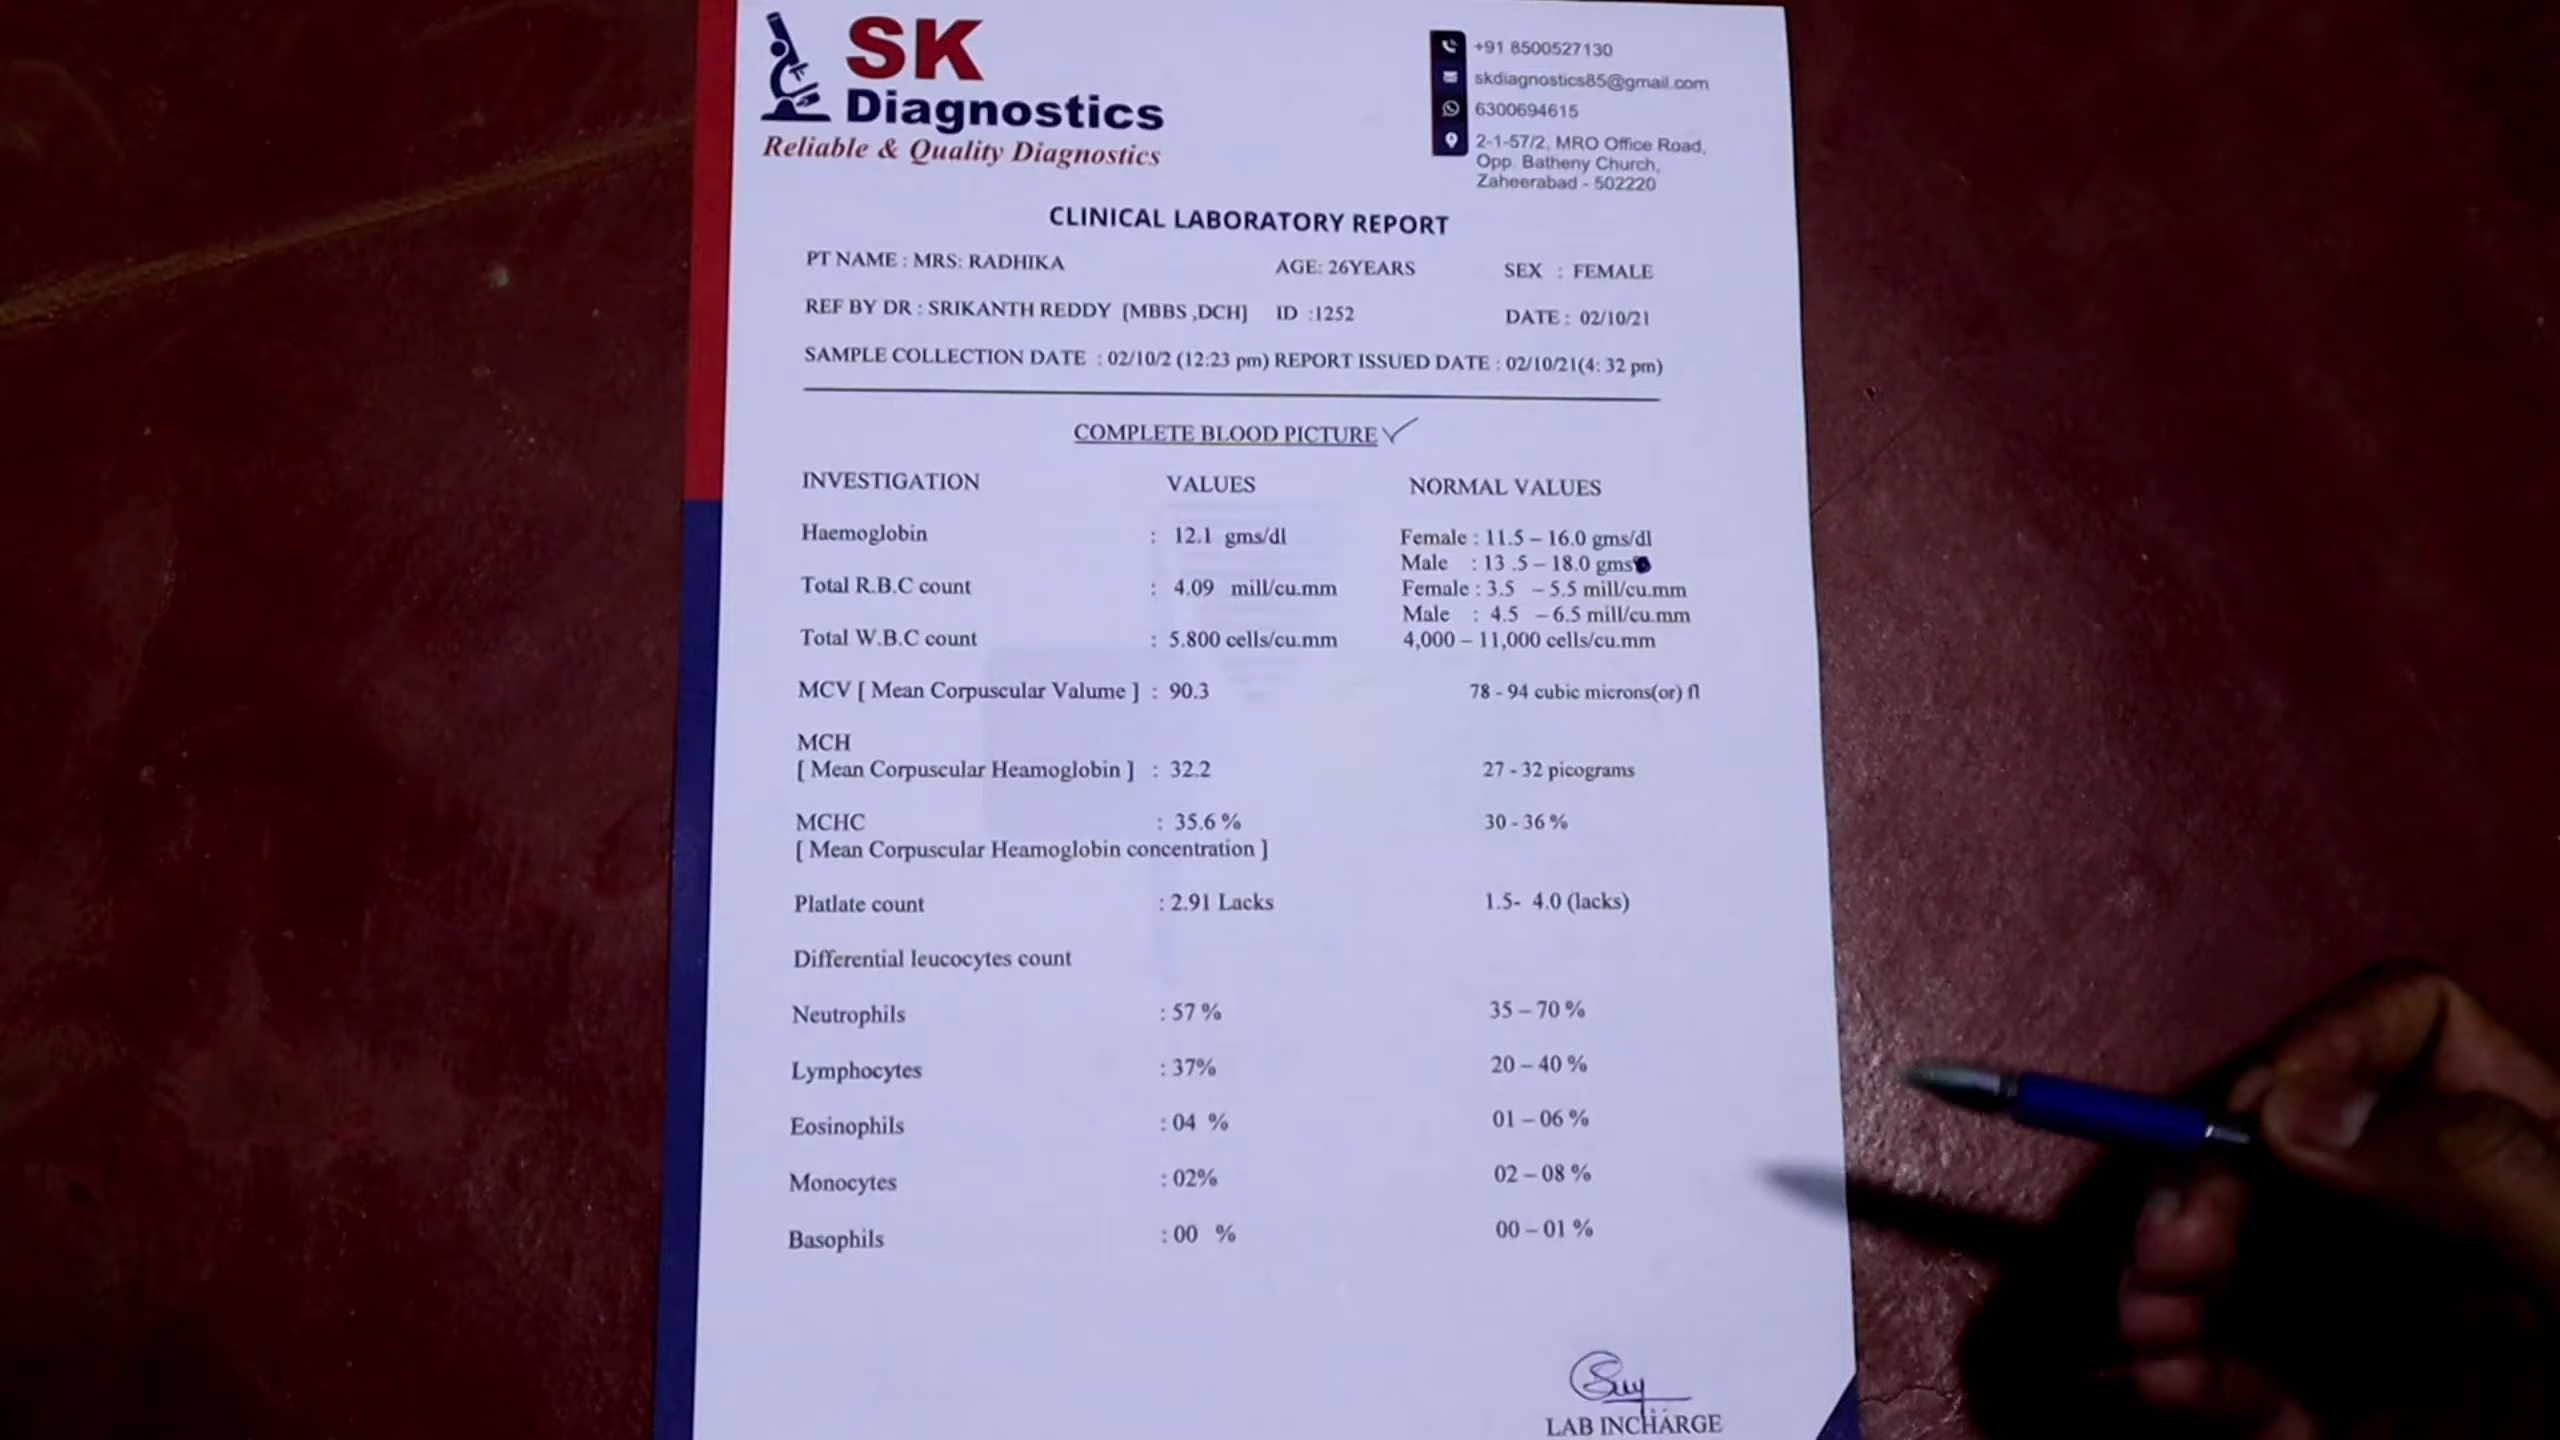 SK
Diagnostics
Reliable & Quality Diagnostics
+91 8500527130
skdiagnostics85@gmail.com
6300694615
2-1-57/2, MRO Office Road,
Opp. Batheny Church,
Zaheerabad - 502220
CLINICAL LABORATORY REPORT
PT NAME : MRS: RADHIKA AGE: 26YEARS SEX : FEMALE
REF BY DR : SRIKANTH REDDY [MBBS ,DCH] ID :1252 DATE : 02/10/21
SAMPLE COLLECTION DATE : 02/10/2 (12:23 pm) REPORT ISSUED DATE : 02/10/21(4: 32 pm)
COMPLETE BLOOD PICTURE
INVESTIGATION VALUES NORMAL VALUES
Haemoglobin : 12.1 gms/dl Female : 11.5 – 16.0 gms/dl
Male : 13 .5 – 18.0 gms
Total R.B.C count : 4.09 mill/cu.mm Female : 3.5 – 5.5 mill/cu.mm
Male : 4.5 – 6.5 mill/cu.mm
Total W.B.C count : 5.800 cells/cu.mm 4,000 – 11,000 cells/cu.mm
MCV [ Mean Corpuscular Valume ] : 90.3 78 - 94 cubic microns(or) fl
MCH
[ Mean Corpuscular Heamoglobin ] : 32.2 27 - 32 picograms
MCHC : 35.6 % 30 - 36 %
[ Mean Corpuscular Heamoglobin concentration ]
Platlate count : 2.91 Lacks 1.5- 4.0 (lacks)
Differential leucocytes count
Neutrophils : 57 % 35 – 70 %
Lymphocytes : 37% 20 – 40 %
Eosinophils : 04 % 01 – 06 %
Monocytes : 02% 02 – 08 %
Basophils : 00 % 00 – 01 %
LAB INCHARGE